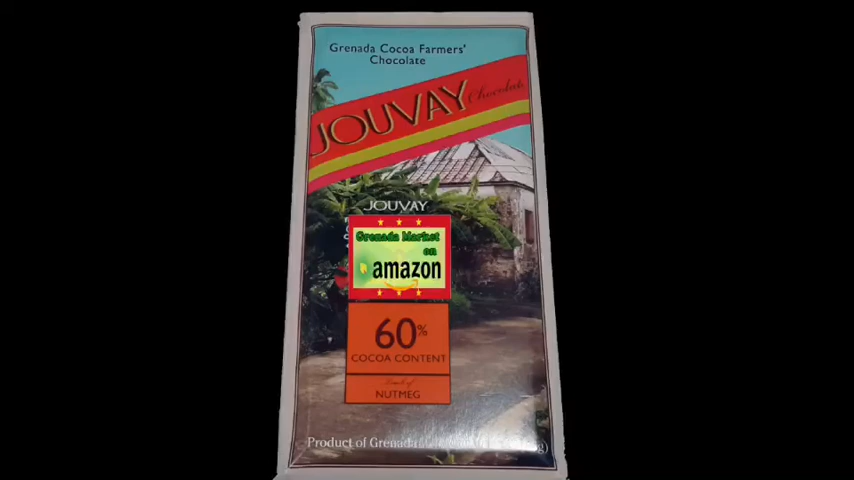 Grenada Cocoa Farmers'
Chocolate
JOUVAY Chocolate
JOUVAY
Grenada Market
on
amazon
60%
COCOA CONTENT
NUTMEG
Product of Grenada